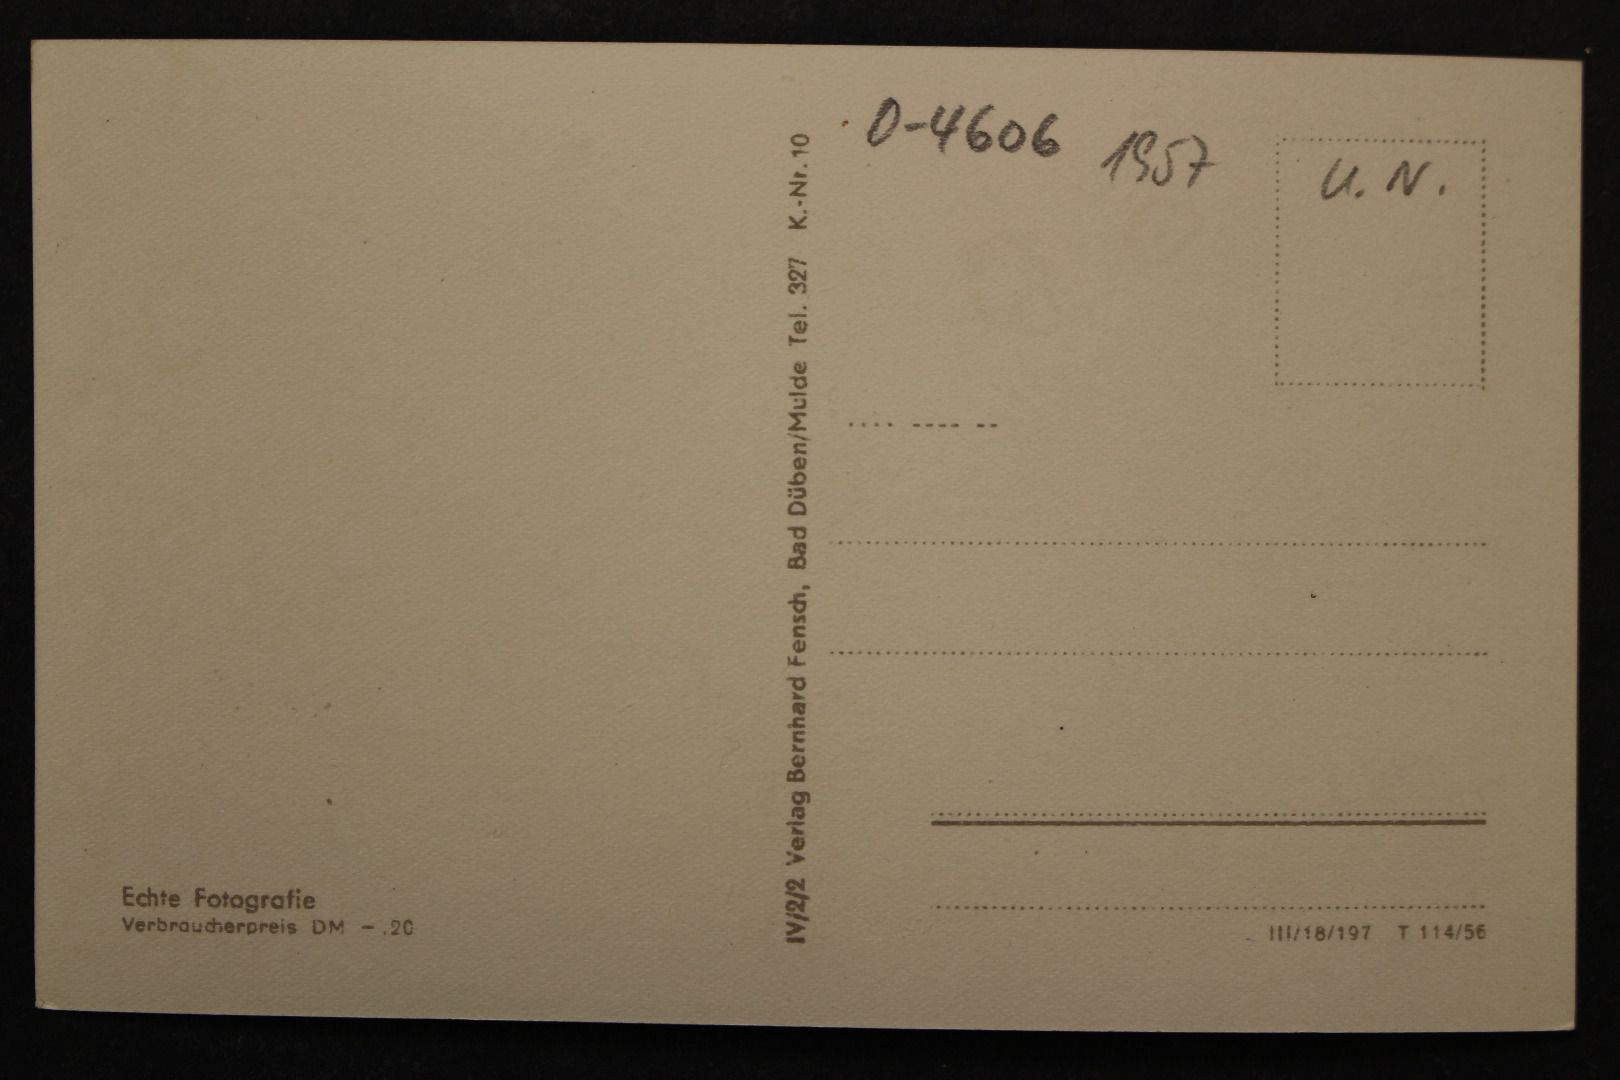 O-4606 1957 U. N.
IV/2/2 Verlag Bernhard Fensch, Bad Düben/Mulde Tel. 327 K.-Nr. 10
Echte Fotografie
Verbraucherpreis DM -.20
III/18/197 T 114/56